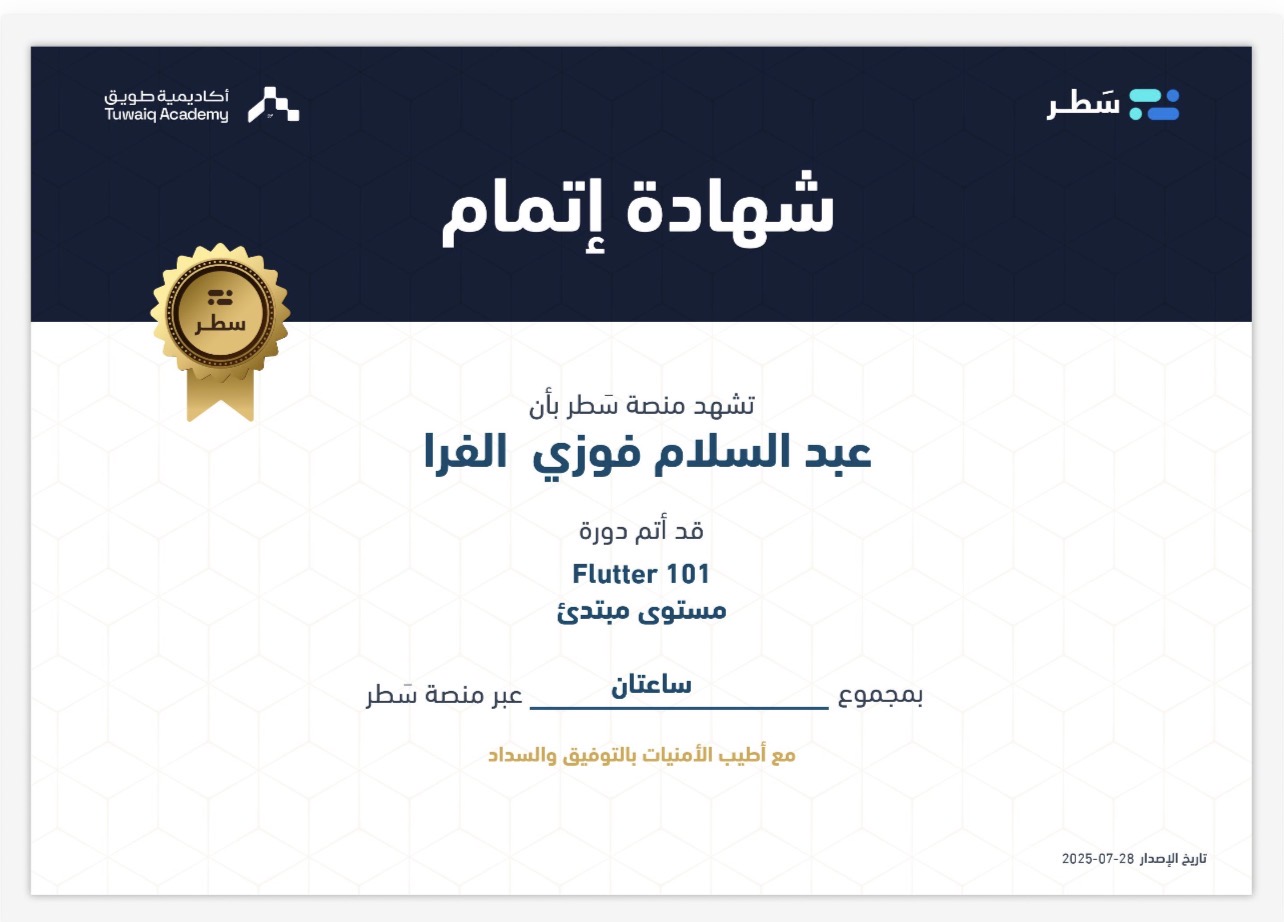 سَطـر
أكاديمية طويق
Tuwaiq Academy
شهادة إتمام
سطـر
تشهد منصة سَطر بأن
عبد السلام فوزي الفرا
قد أتم دورة
Flutter 101
مستوى مبتدئ
بمجموع ساعتان عبر منصة سَطر
مع أطيب الأمنيات بالتوفيق والسداد
تاريخ الإصدار 2025-07-28